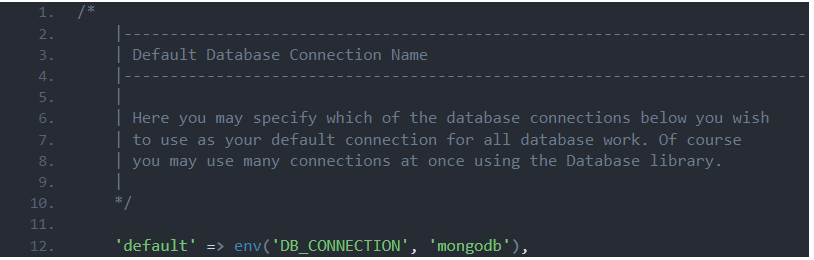 1. /*
2. |--------------------------------------------------------------------------
3. | Default Database Connection Name
4. |--------------------------------------------------------------------------
5. |
6. | Here you may specify which of the database connections below you wish
7. | to use as your default connection for all database work. Of course
8. | you may use many connections at once using the Database library.
9. |
10. */
11.
12. 'default' => env('DB_CONNECTION', 'mongodb'),